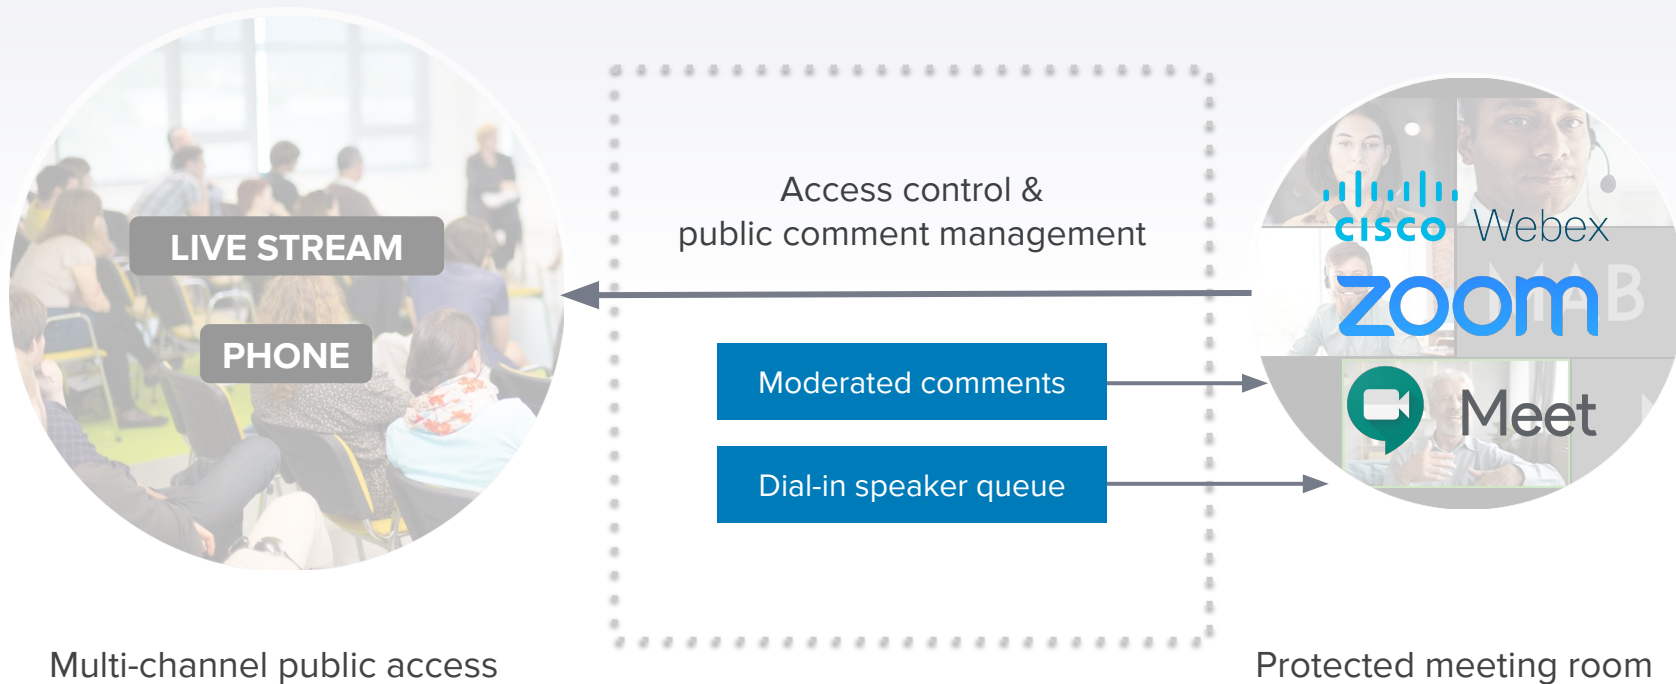 LIVE STREAM
PHONE
Access control &
public comment management
Moderated comments
Dial-in speaker queue
CISCO Webex
zoom
MAB
Meet
Multi-channel public access
Protected meeting room